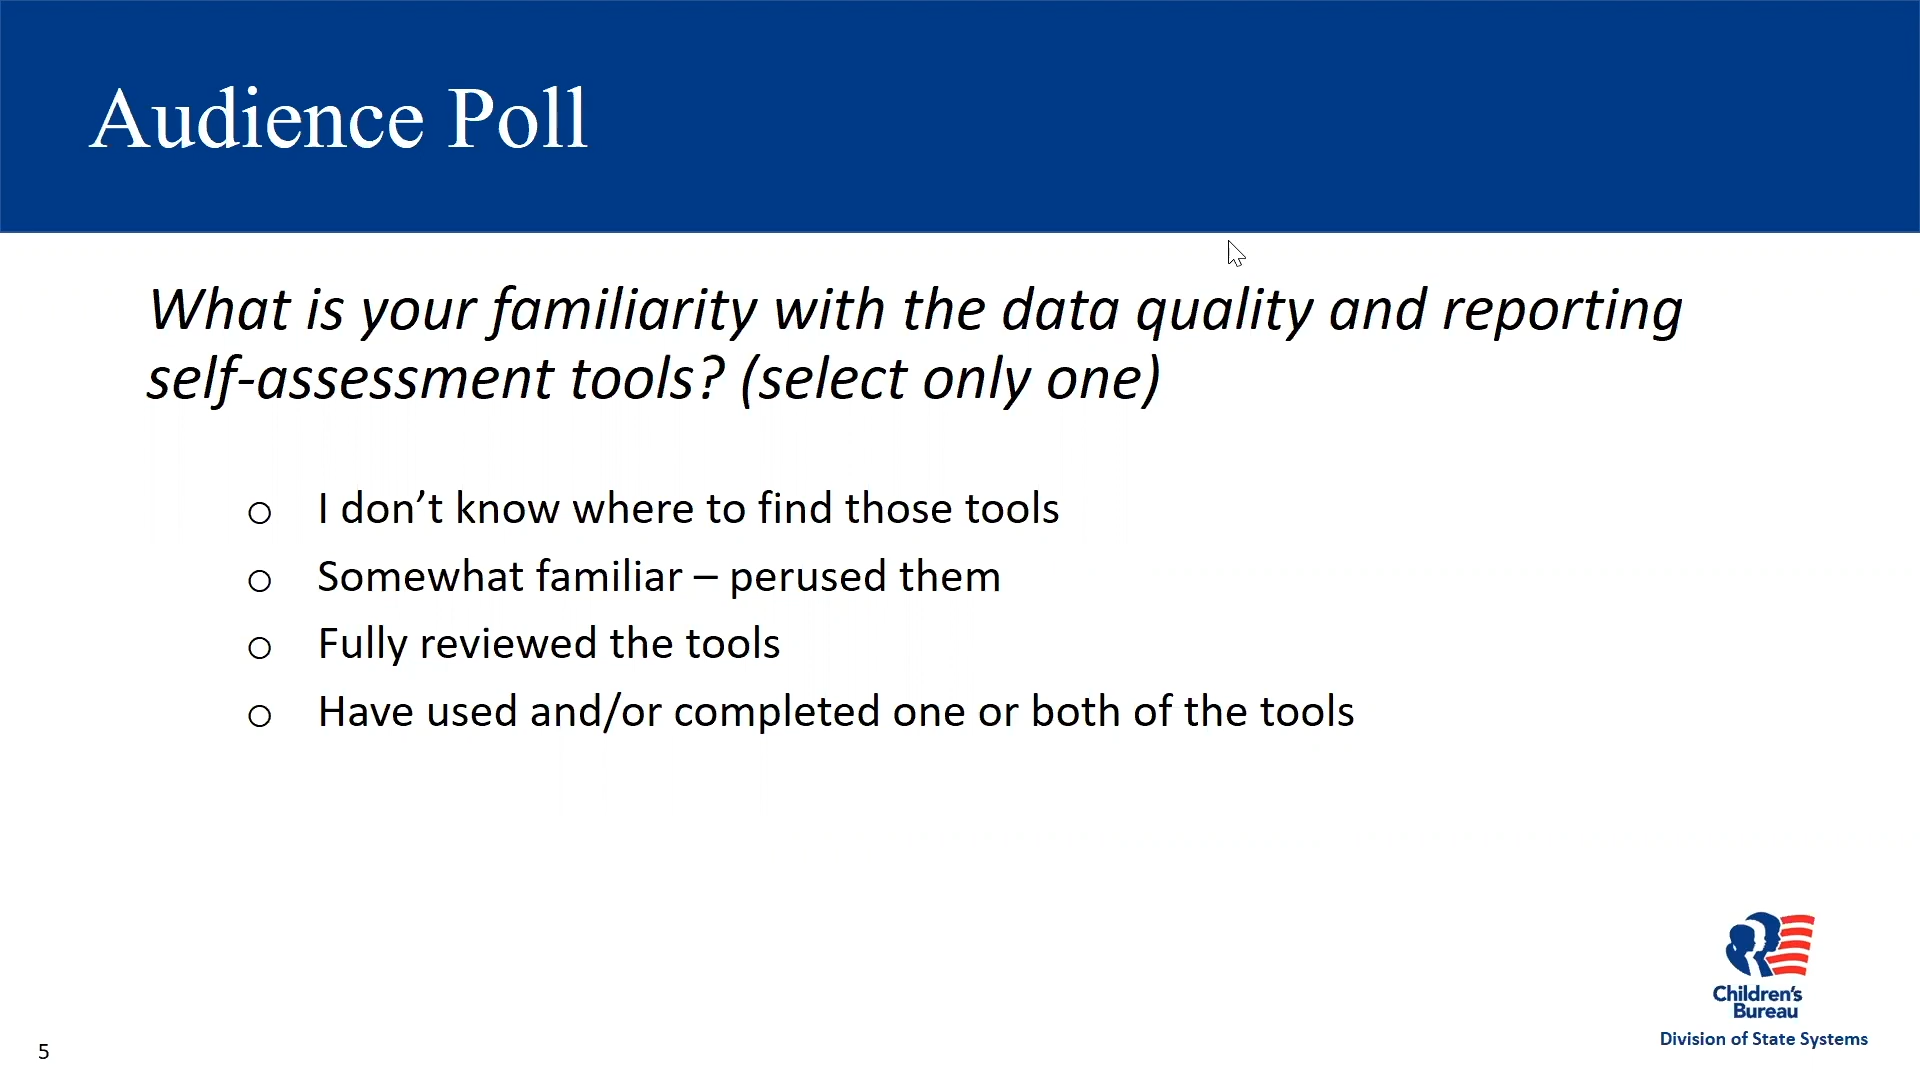 Audience Poll
What is your familiarity with the data quality and reporting
self-assessment tools? (select only one)
o I don’t know where to find those tools
o Somewhat familiar – perused them
o Fully reviewed the tools
o Have used and/or completed one or both of the tools
Children's
Bureau
Division of State Systems
5